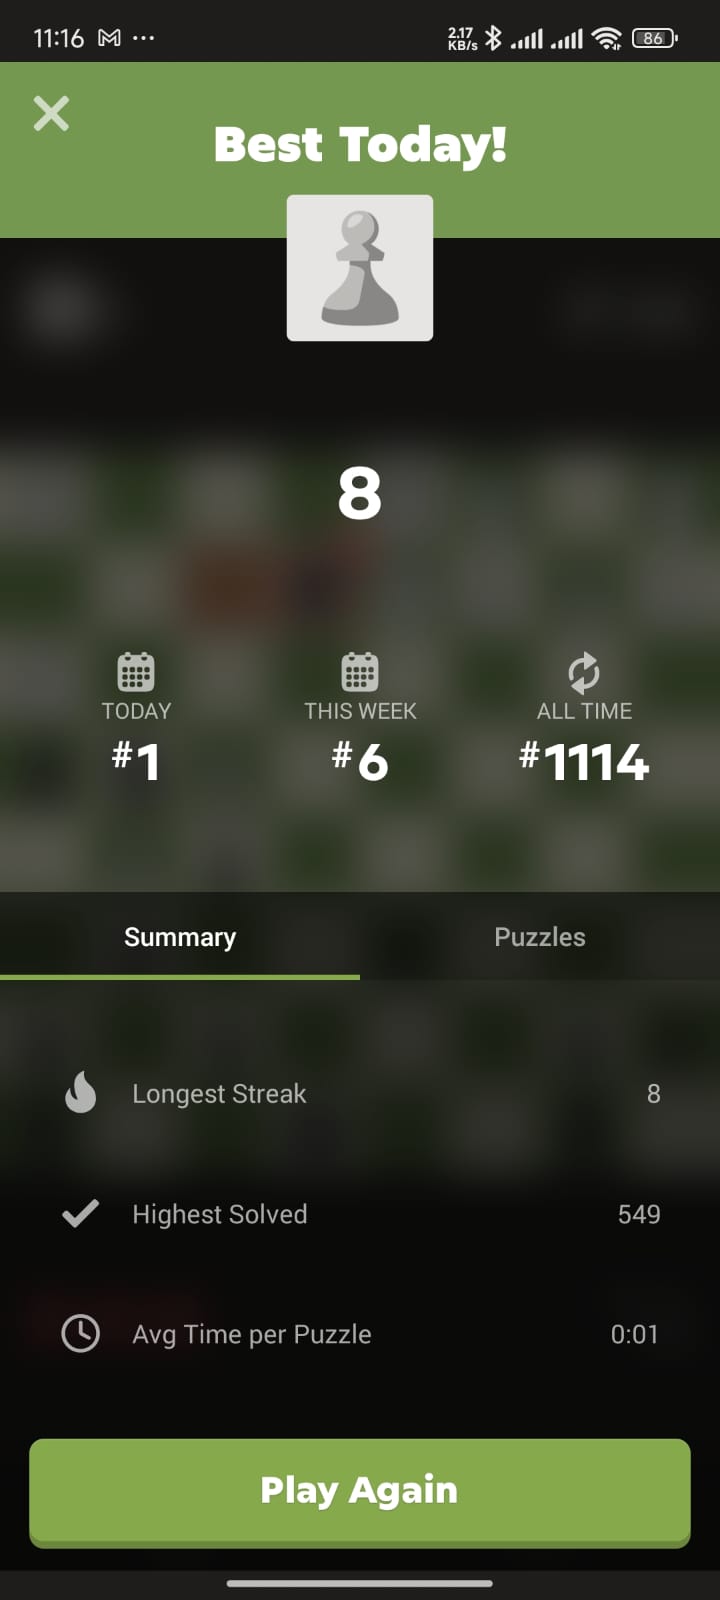 11:16
2.17
KB/s
86
Best Today!
8
TODAY
#1
THIS WEEK
#6
ALL TIME
#1114
Summary
Puzzles
Longest Streak
8
Highest Solved
549
Avg Time per Puzzle
0:01
Play Again